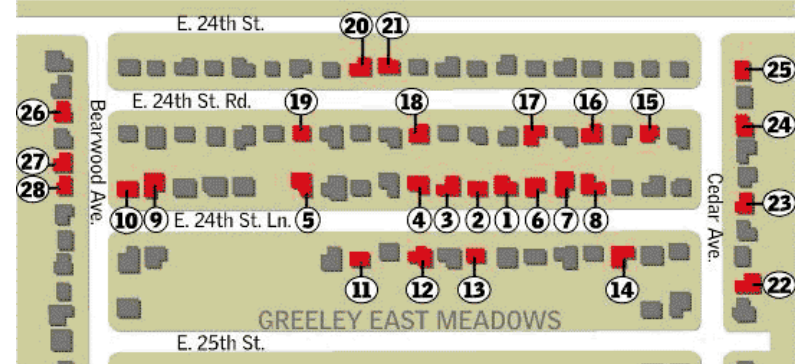 E. 24th St.
20 21
25
E. 24th St. Rd.
26
19 18 17 16 15
24
Bearwood Ave.
27
28
Cedar Ave.
10 9 5 4 3 2 1 6 7 8
23
E. 24th St. Ln.
11 12 13 14
22
GREELEY EAST MEADOWS
E. 25th St.